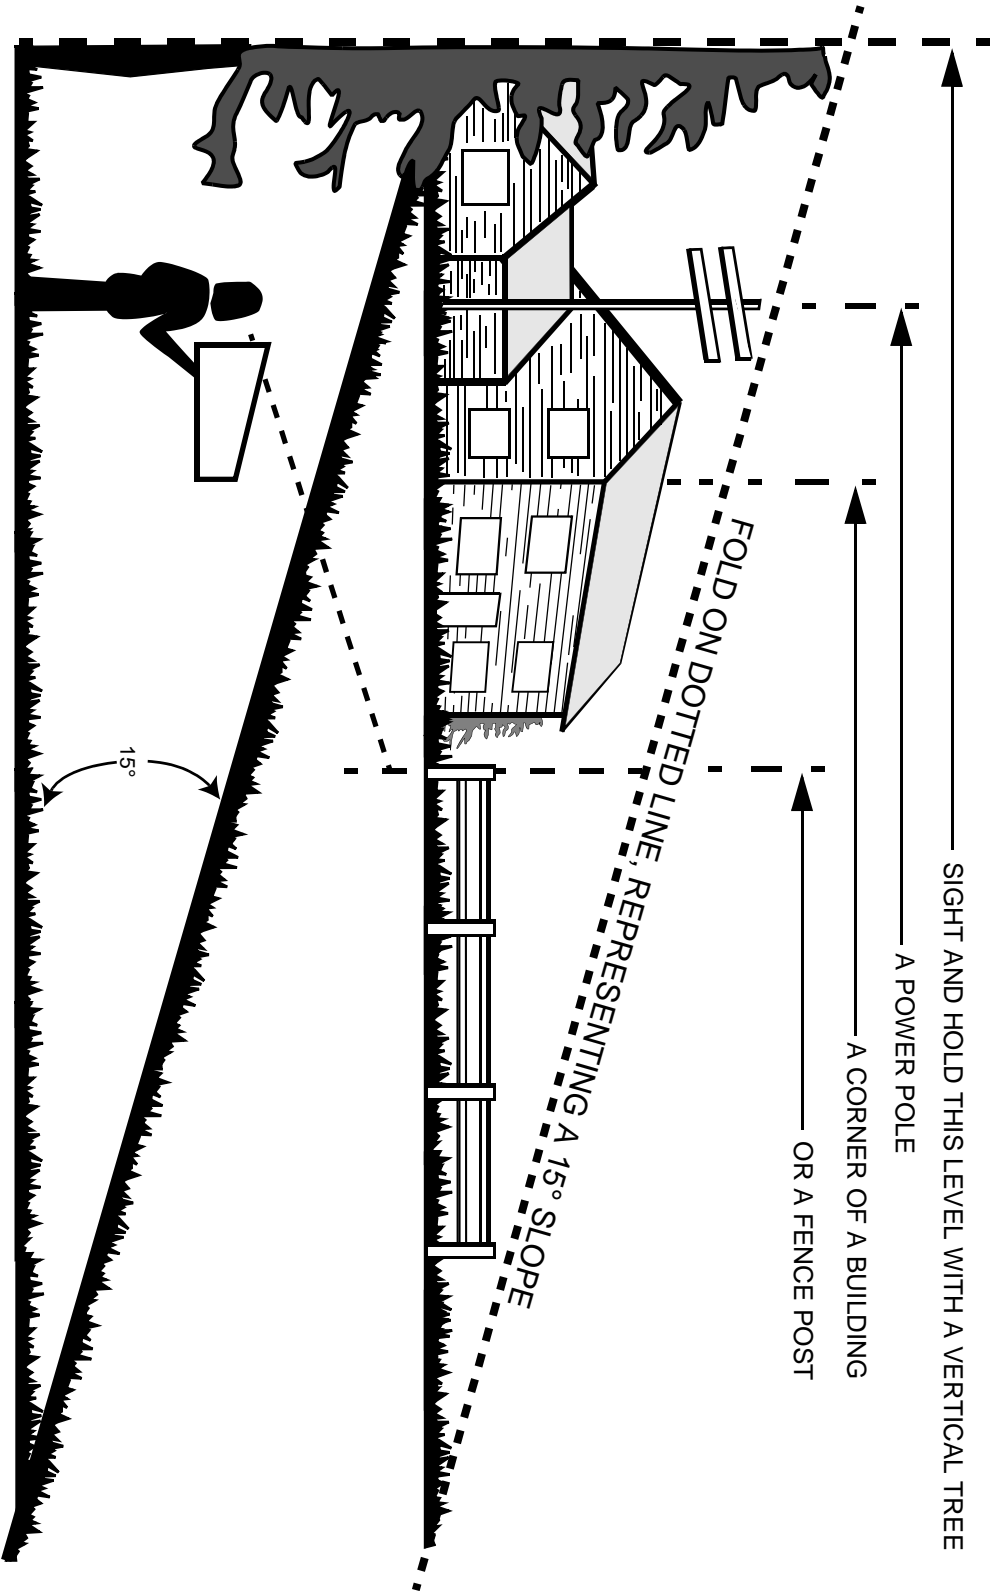 SIGHT AND HOLD THIS LEVEL WITH A VERTICAL TREE
A POWER POLE
A CORNER OF A BUILDING
OR A FENCE POST
FOLD ON DOTTED LINE, REPRESENTING A 15° SLOPE
15°